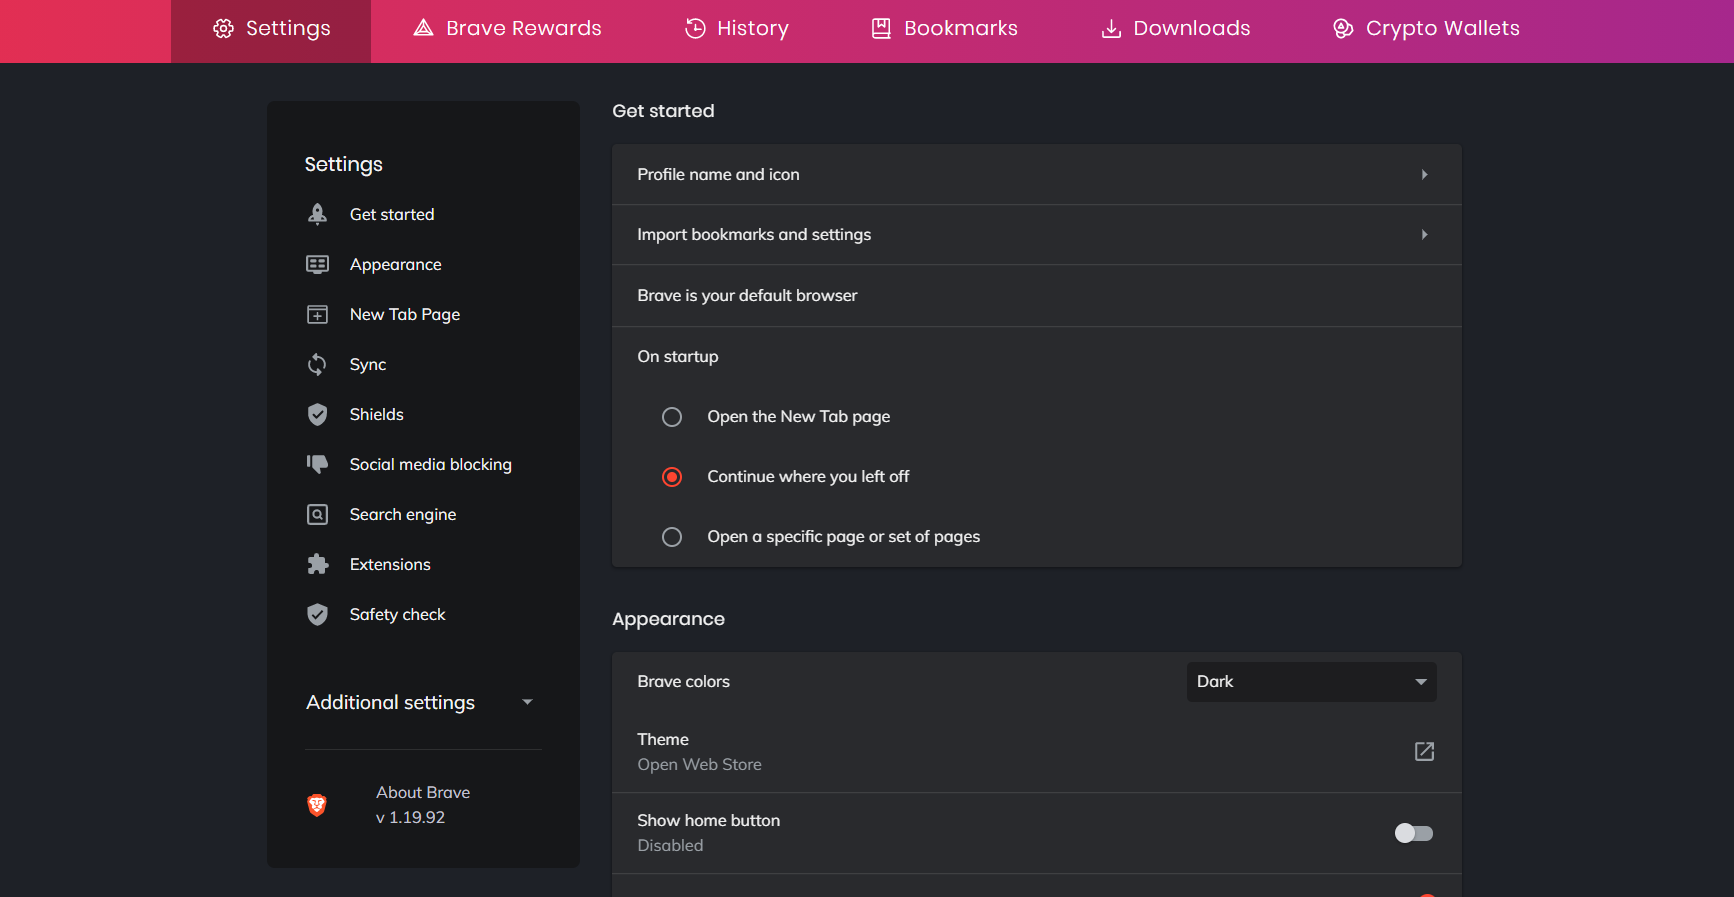 Settings
Brave Rewards
History
Bookmarks
Downloads
Crypto Wallets
Settings
Get started
Appearance
New Tab Page
Sync
Shields
Social media blocking
Search engine
Extensions
Safety check
Additional settings
About Brave
v 1.19.92
Get started
Profile name and icon
Import bookmarks and settings
Brave is your default browser
On startup
Open the New Tab page
Continue where you left off
Open a specific page or set of pages
Appearance
Brave colors
Dark
Theme
Open Web Store
Show home button
Disabled